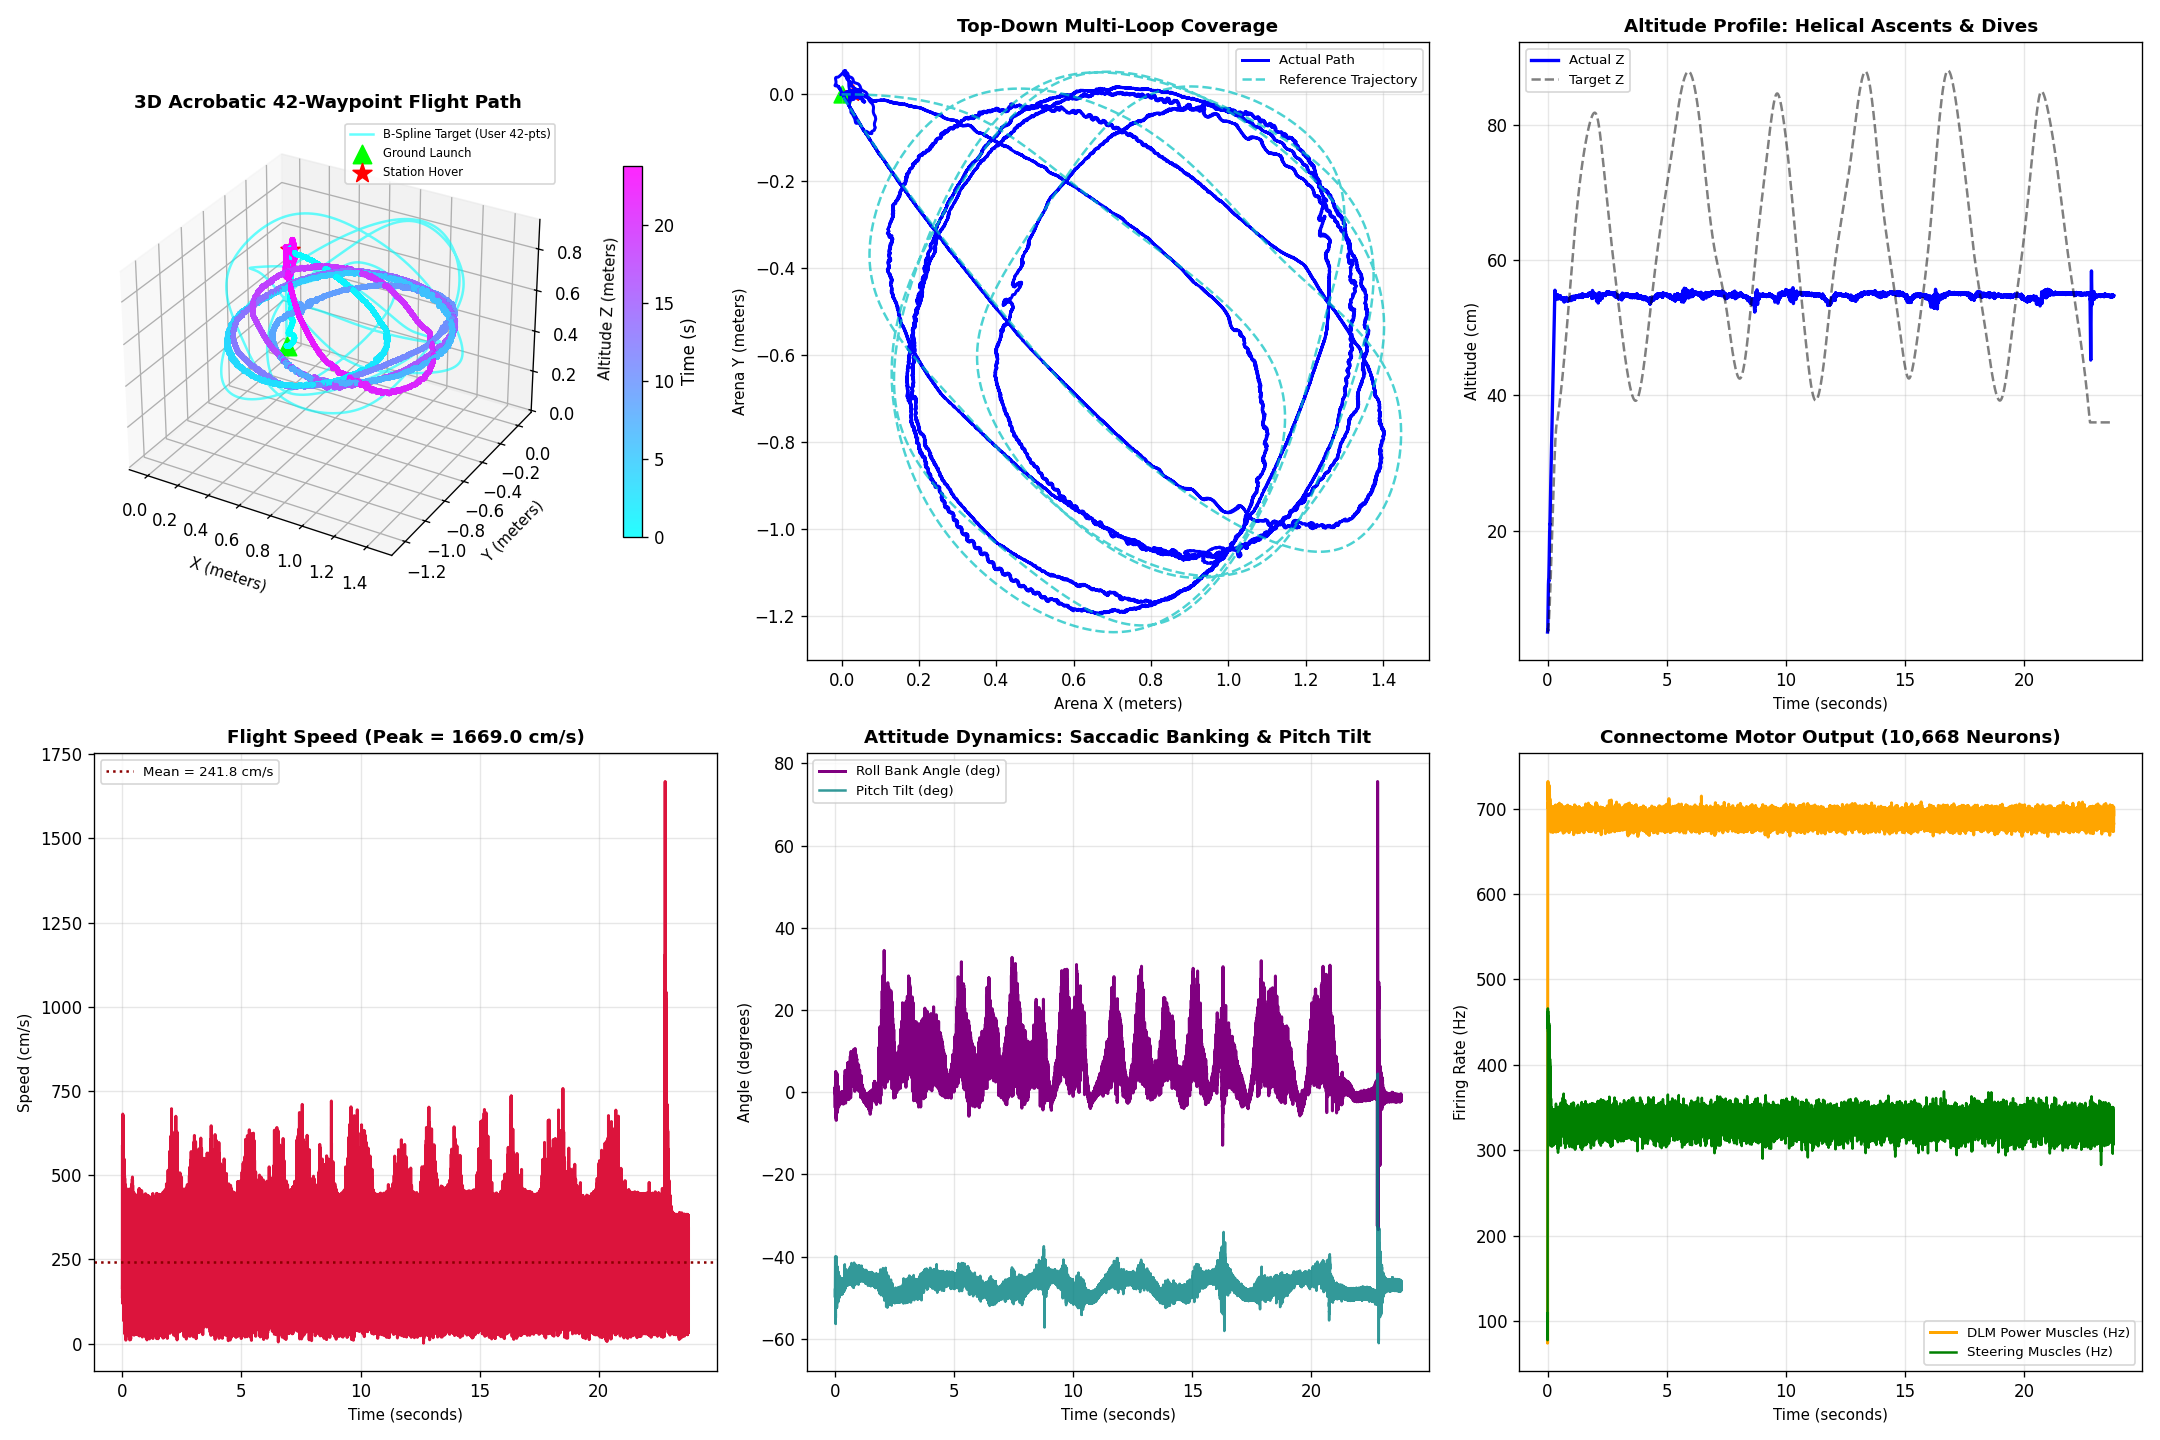 3D Acrobatic 42-Waypoint Flight Path
B-Spline Target (User 42-pts)
Ground Launch
Station Hover
0.0
0.2
0.4
0.6
0.8
1.0
1.2
1.4
X (meters)
−1.2
−1.0
−0.8
−0.6
−0.4
−0.2
0.0
Y (meters)
0.0
0.2
0.4
0.6
0.8
Altitude Z (meters)
20
15
10
5
0
Time (s)
Top-Down Multi-Loop Coverage
Actual Path
Reference Trajectory
0.0
−0.2
−0.4
−0.6
−0.8
−1.0
−1.2
Arena Y (meters)
0.0 0.2 0.4 0.6 0.8 1.0 1.2 1.4
Arena X (meters)
Altitude Profile: Helical Ascents & Dives
Actual Z
Target Z
80
60
40
20
Altitude (cm)
0 5 10 15 20
Time (seconds)
Flight Speed (Peak = 1669.0 cm/s)
Mean = 241.8 cm/s
1750
1500
1250
1000
750
500
250
0
Speed (cm/s)
0 5 10 15 20
Time (seconds)
Attitude Dynamics: Saccadic Banking & Pitch Tilt
Roll Bank Angle (deg)
Pitch Tilt (deg)
80
60
40
20
0
−20
−40
−60
Angle (degrees)
0 5 10 15 20
Time (seconds)
Connectome Motor Output (10,668 Neurons)
700
600
500
400
300
200
100
Firing Rate (Hz)
DLM Power Muscles (Hz)
Steering Muscles (Hz)
0 5 10 15 20
Time (seconds)